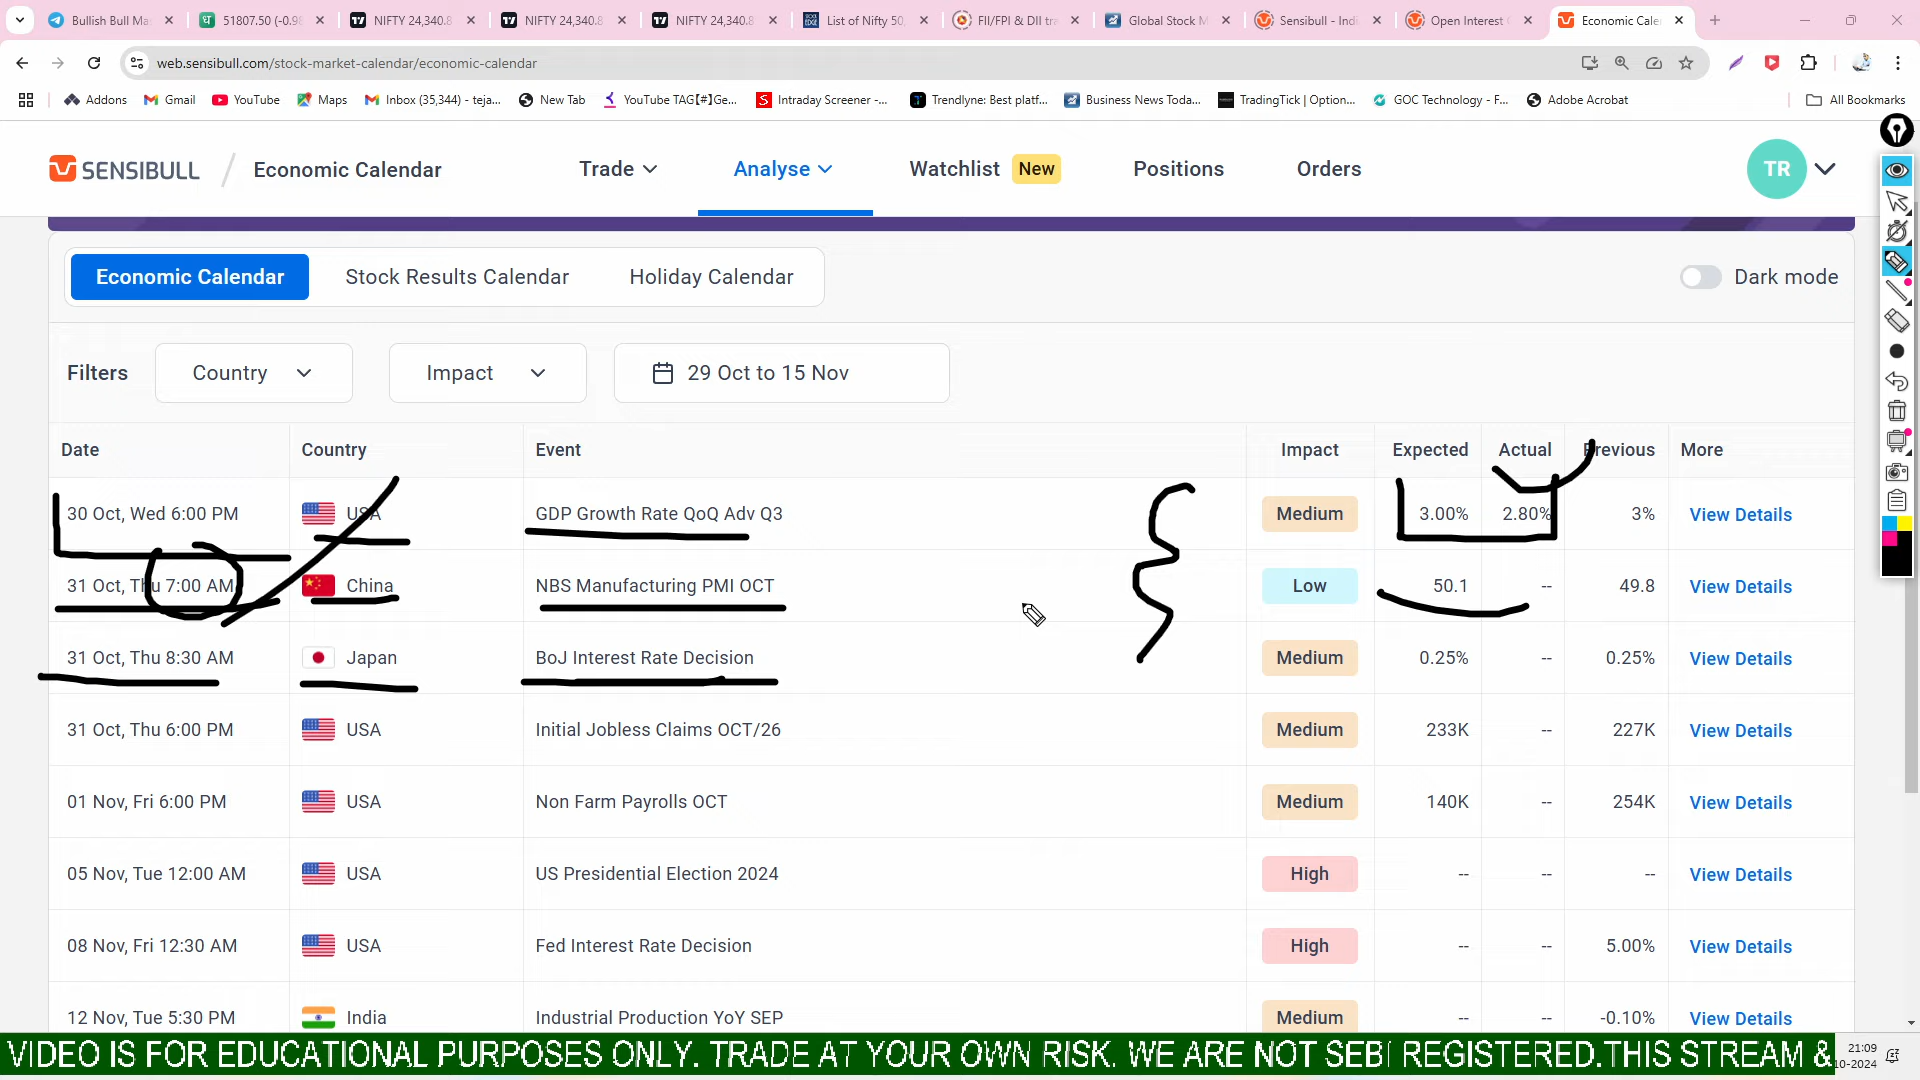 Bullish Bull Ma
51807.50 (-0.98
NIFTY 24,340.8
NIFTY 24,340.8
NIFTY 24,340.8
List of Nifty 50,
FII/FPI & DII tra
Global Stock M
Sensibull - Indi
Open Interest C
Economic Cale
web.sensibull.com/stock-market-calendar/economic-calendar
Addons Gmail YouTube Maps Inbox (35,344) - teja... New Tab YouTube TAG【#】Ge... Intraday Screener -... Trendlyne: Best platf... Business News Toda... TradingTick | Option... GOC Technology - F... Adobe Acrobat All Bookmarks
SENSIBULL / Economic Calendar Trade Analyse Watchlist New Positions Orders TR
Economic Calendar Stock Results Calendar Holiday Calendar Dark mode
Filters Country Impact 29 Oct to 15 Nov
Date Country Event Impact Expected Actual Previous More
30 Oct, Wed 6:00 PM USA GDP Growth Rate QoQ Adv Q3 Medium 3.00% 2.80% 3% View Details
31 Oct, Thu 7:00 AM China NBS Manufacturing PMI OCT Low 50.1 -- 49.8 View Details
31 Oct, Thu 8:30 AM Japan BoJ Interest Rate Decision Medium 0.25% -- 0.25% View Details
31 Oct, Thu 6:00 PM USA Initial Jobless Claims OCT/26 Medium 233K -- 227K View Details
01 Nov, Fri 6:00 PM USA Non Farm Payrolls OCT Medium 140K -- 254K View Details
05 Nov, Tue 12:00 AM USA US Presidential Election 2024 High -- -- -- View Details
08 Nov, Fri 12:30 AM USA Fed Interest Rate Decision High -- -- 5.00% View Details
12 Nov, Tue 5:30 PM India Industrial Production YoY SEP Medium -- -- -0.10% View Details
VIDEO IS FOR EDUCATIONAL PURPOSES ONLY. TRADE AT YOUR OWN RISK. WE ARE NOT SEBI REGISTERED.THIS STREAM &
21:09
10-2024